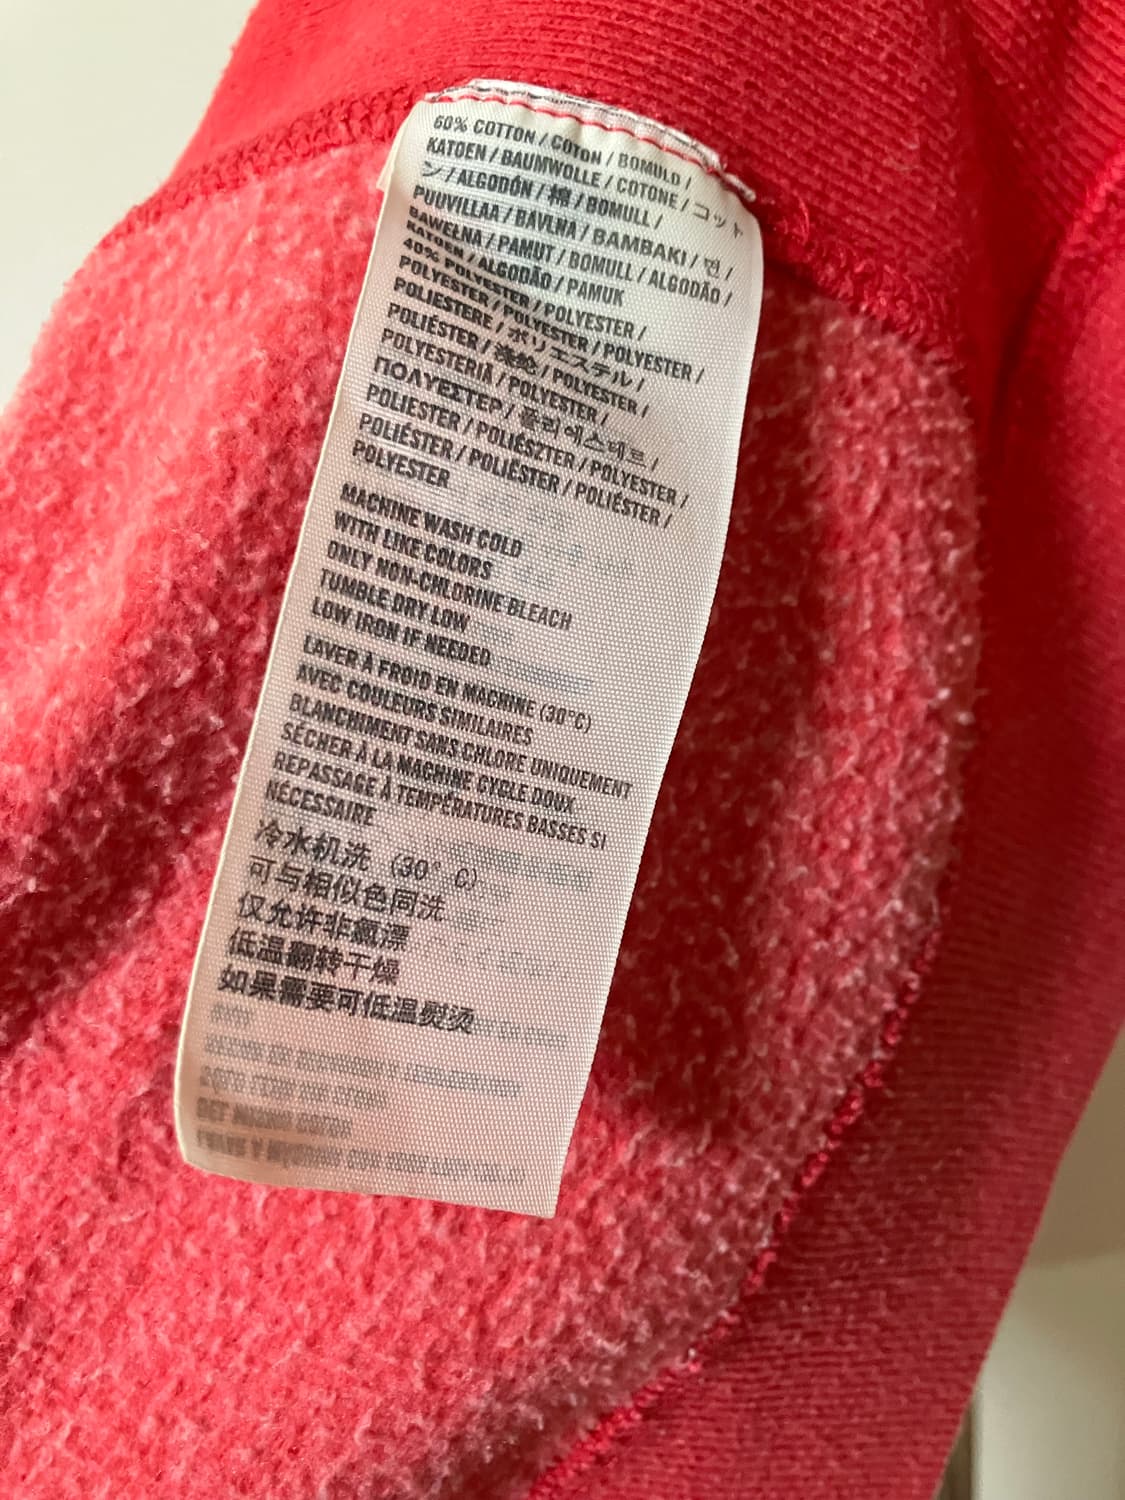 60% COTTON / COTON / BOMULD /
KATOEN / BAUMWOLLE / COTONE / コット
ン / ALGODÓN / 棉 / BOMULL /
PUUVILLAA / BAVLNA / BAMBAKI / 면 /
BAWEŁNA / PAMUT / BOMULL / ALGODÃO /
KATOEN / ALGODÃO / PAMUK
40% POLYESTER / POLYESTER /
POLYESTER / POLYESTER / POLYESTER /
POLIESTERE / ポリエステル /
POLIÉSTER / 涤纶 / POLYESTER /
POLYESTERIÄ / POLYESTER /
ΠΟΛΥΕΣΤΕΡ / 폴리에스테르 /
POLIESTER / POLIÉSZTER / POLYESTER /
POLIÉSTER / POLIËSTER / POLIÉSTER /
POLYESTER
MACHINE WASH COLD
WITH LIKE COLORS
ONLY NON-CHLORINE BLEACH
TUMBLE DRY LOW
LOW IRON IF NEEDED
LAVER À FROID EN MACHINE (30°C)
AVEC COULEURS SIMILAIRES
BLANCHIMENT SANS CHLORE UNIQUEMENT
SÉCHER À LA MACHINE CYCLE DOUX
REPASSAGE À TEMPÉRATURES BASSES SI
NÉCESSAIRE
冷水机洗 (30°C)
可与相似色同洗
仅允许非氯漂
低温翻转干燥
如果需要可低温熨烫